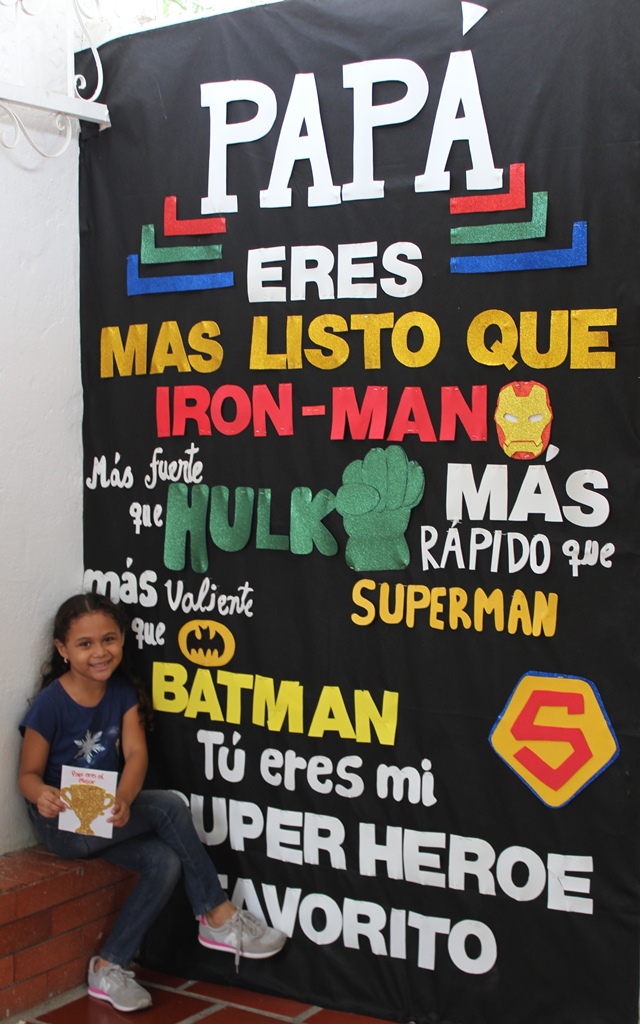 PAPÀ
ERES
MAS LISTO QUE
IRON-MAN
Más fuerte
que
HULK
MÁS
RÁPIDO que
SUPERMAN
más valiente
que
BATMAN
Tú eres mi
SUPER HEROE
FAVORITO
S